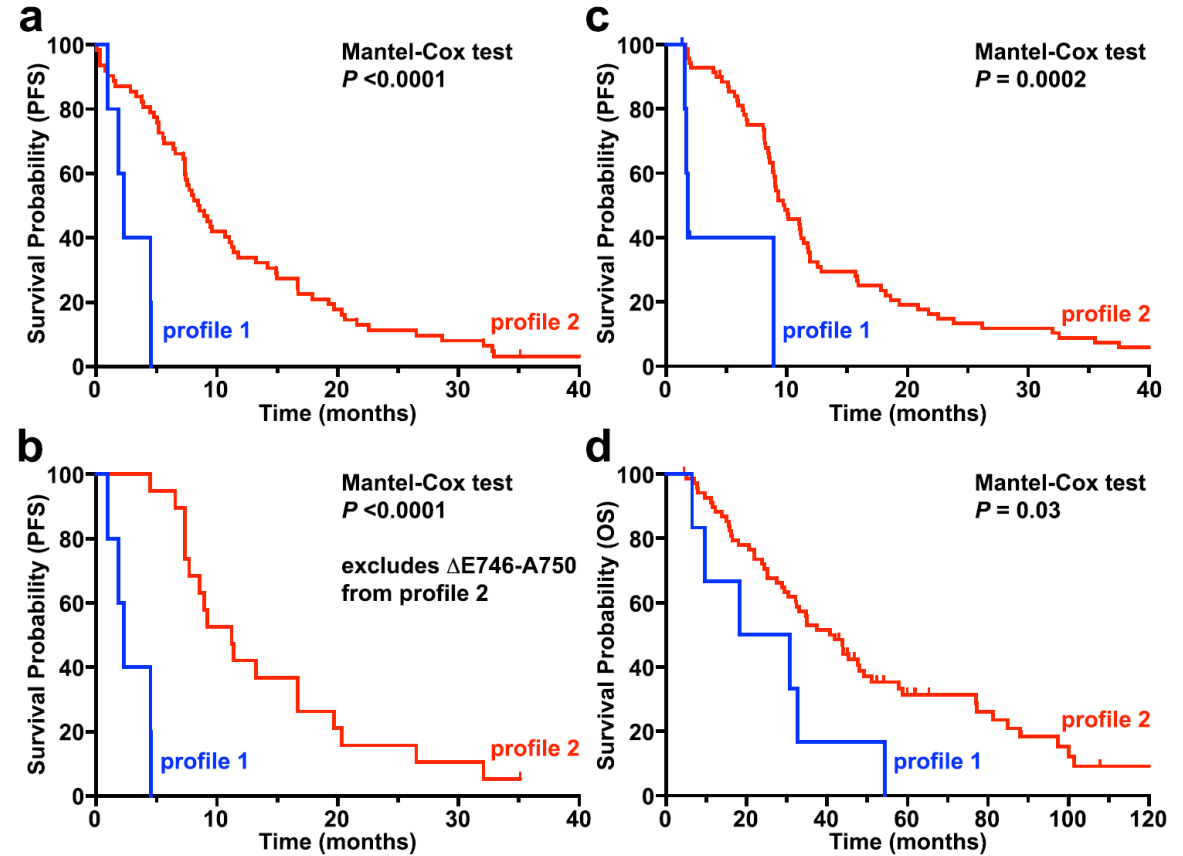 a
Survival Probability (PFS)
100
80
60
40
20
0
Mantel-Cox test
P <0.0001
profile 1
profile 2
0 10 20 30 40
Time (months)
c
Survival Probability (PFS)
100
80
60
40
20
0
Mantel-Cox test
P = 0.0002
profile 1
profile 2
0 10 20 30 40
Time (months)
b
Survival Probability (PFS)
100
80
60
40
20
0
Mantel-Cox test
P <0.0001
excludes ΔE746-A750
from profile 2
profile 1
profile 2
0 10 20 30 40
Time (months)
d
Survival Probability (OS)
100
80
60
40
20
0
Mantel-Cox test
P = 0.03
profile 1
profile 2
0 20 40 60 80 100 120
Time (months)